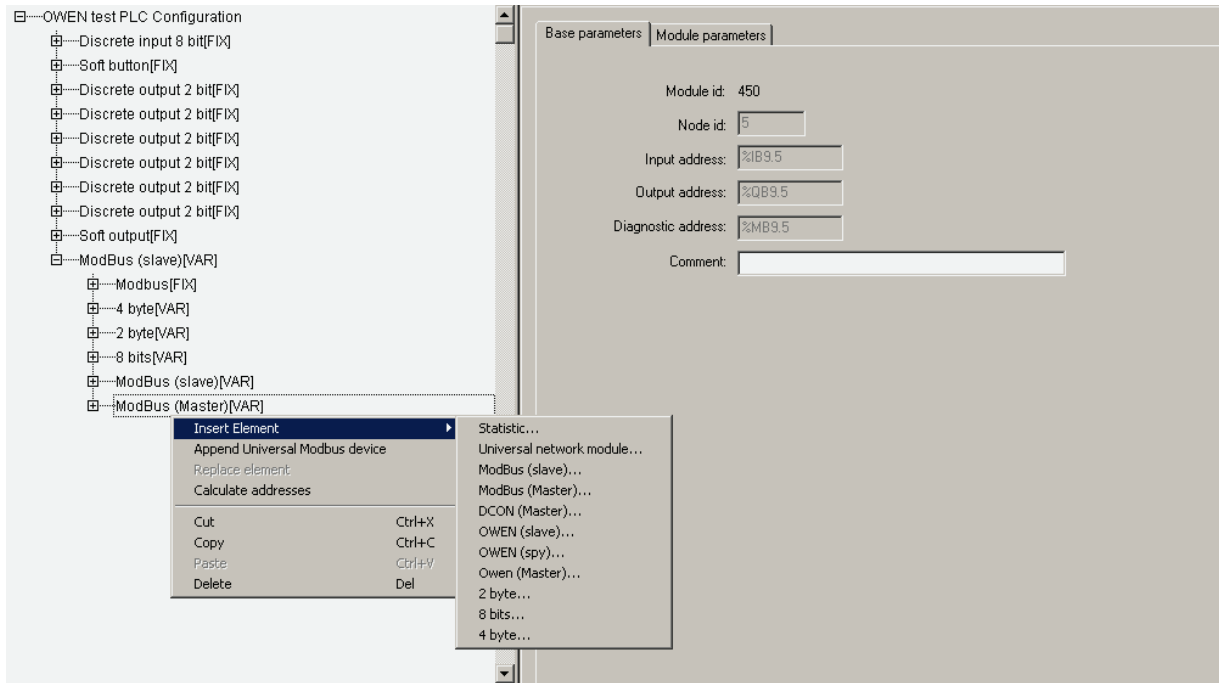 OWEN test PLC Configuration
Discrete input 8 bit[FIX]
Soft button[FIX]
Discrete output 2 bit[FIX]
Discrete output 2 bit[FIX]
Discrete output 2 bit[FIX]
Discrete output 2 bit[FIX]
Discrete output 2 bit[FIX]
Discrete output 2 bit[FIX]
Soft output[FIX]
ModBus (slave)[VAR]
Modbus[FIX]
4 byte[VAR]
2 byte[VAR]
8 bits[VAR]
ModBus (slave)[VAR]
ModBus (Master)[VAR]
Insert Element
Append Universal Modbus device
Replace element
Calculate addresses
Cut Ctrl+X
Copy Ctrl+C
Paste Ctrl+V
Delete Del
Statistic...
Universal network module...
ModBus (slave)...
ModBus (Master)...
DCON (Master)...
OWEN (slave)...
OWEN (spy)...
Owen (Master)...
2 byte...
8 bits...
4 byte...
Base parameters Module parameters
Module id: 450
Node id: 5
Input address: %IB9.5
Output address: %QB9.5
Diagnostic address: %MB9.5
Comment: